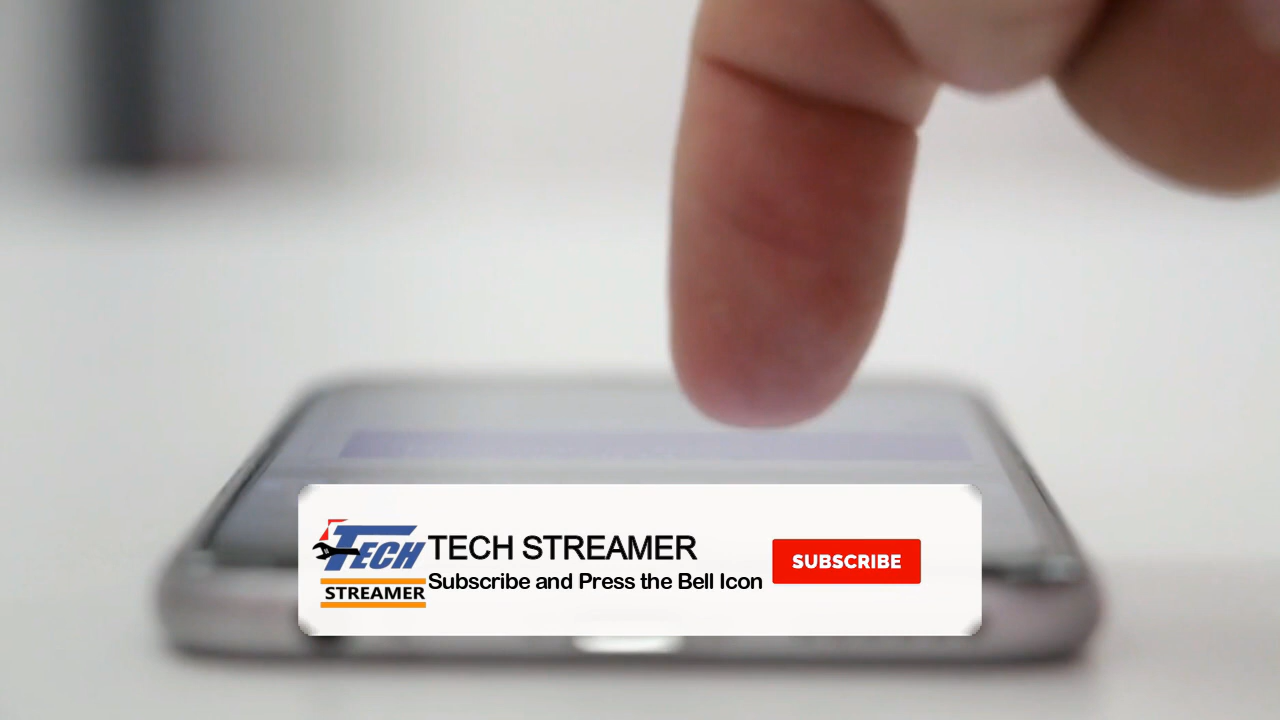 TECH
STREAMER
TECH STREAMER
Subscribe and Press the Bell Icon
SUBSCRIBE